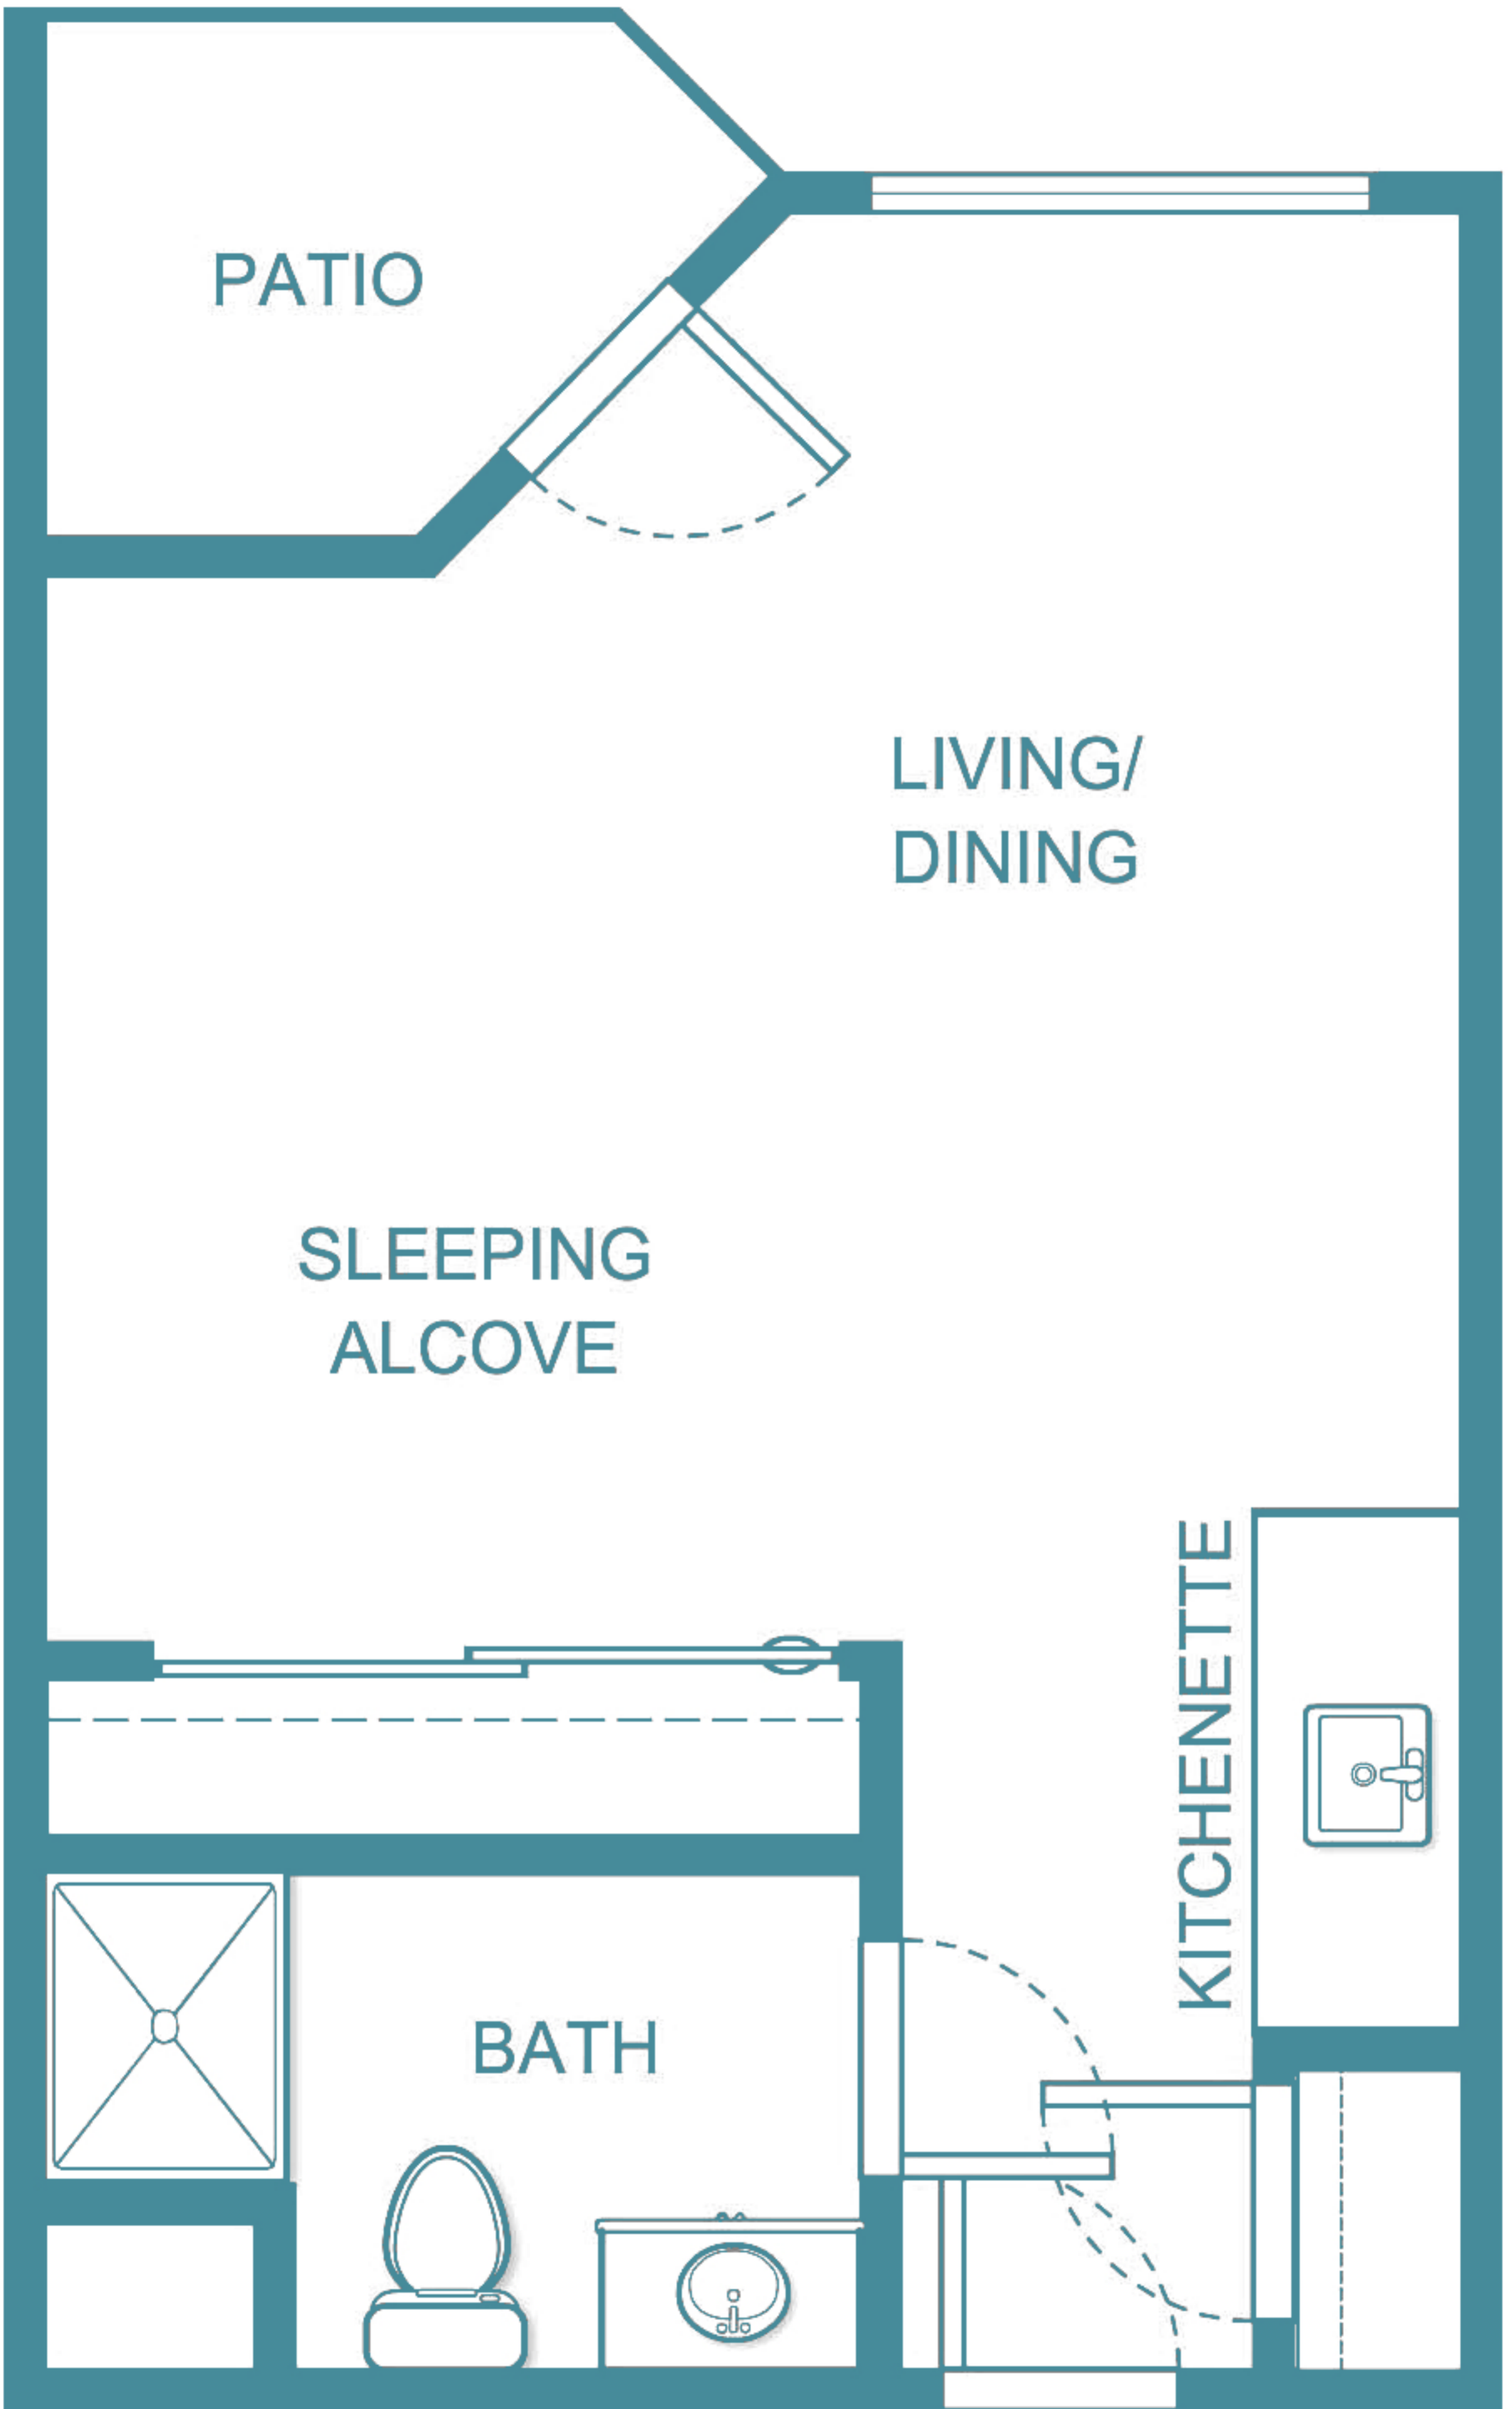 PATIO
LIVING/
DINING
SLEEPING
ALCOVE
KITCHENETTE
BATH